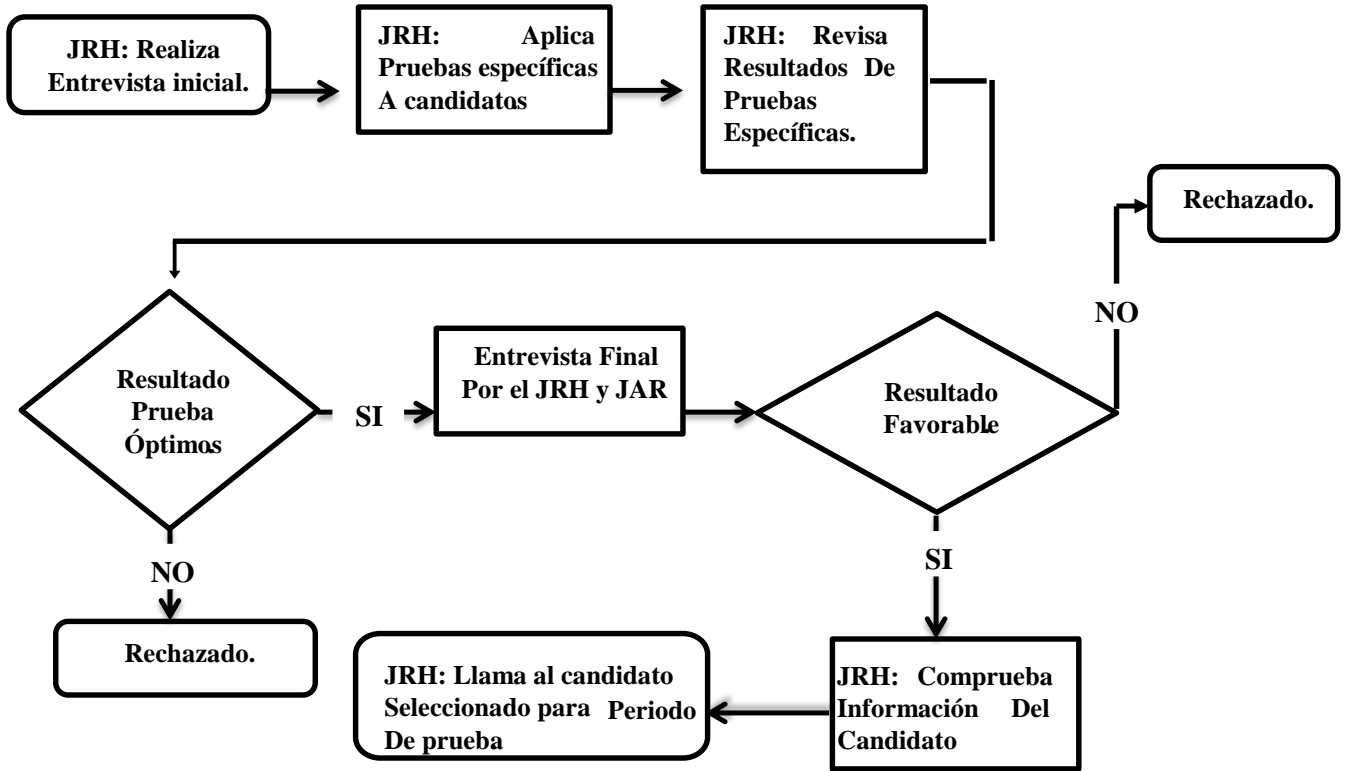 JRH: Realiza
Entrevista inicial.
JRH: Aplica
Pruebas específicas
A candidatos.
JRH: Revisa
Resultados De
Pruebas
Específicas.
Rechazado.
NO
Resultado
Prueba
Óptimos.
SI
Entrevista Final
Por el JRH y JAR
Resultado
Favorable.
NO
Rechazado.
SI
JRH: Llama al candidato
Seleccionado para Periodo
De prueba.
JRH: Comprueba
Información Del
Candidato